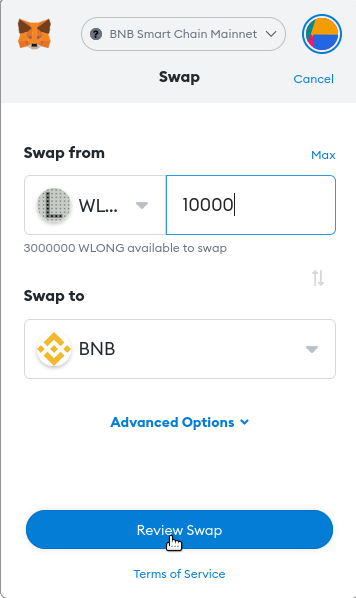 BNB Smart Chain Mainnet
Swap
Cancel
Swap from
Max
WL...
10000
3000000 WLONG available to swap
Swap to
BNB
Advanced Options
Review Swap
Terms of Service